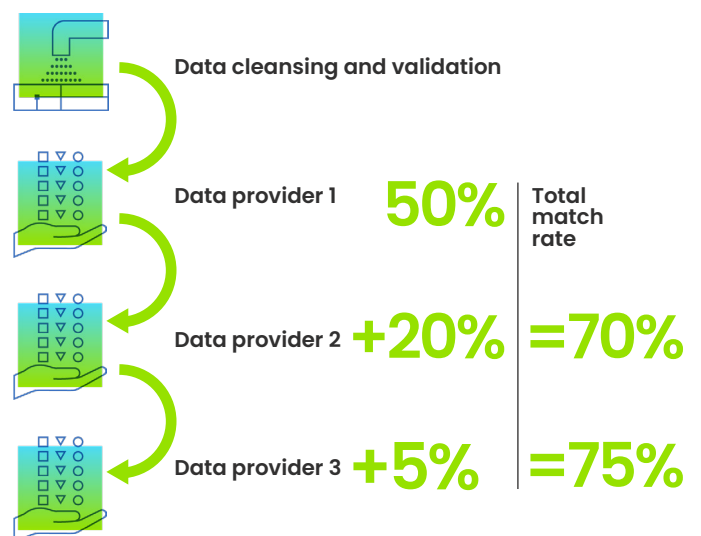 Data cleansing and validation
Data provider 1
50%
Total
match
rate
Data provider 2
+20%
=70%
Data provider 3
+5%
=75%